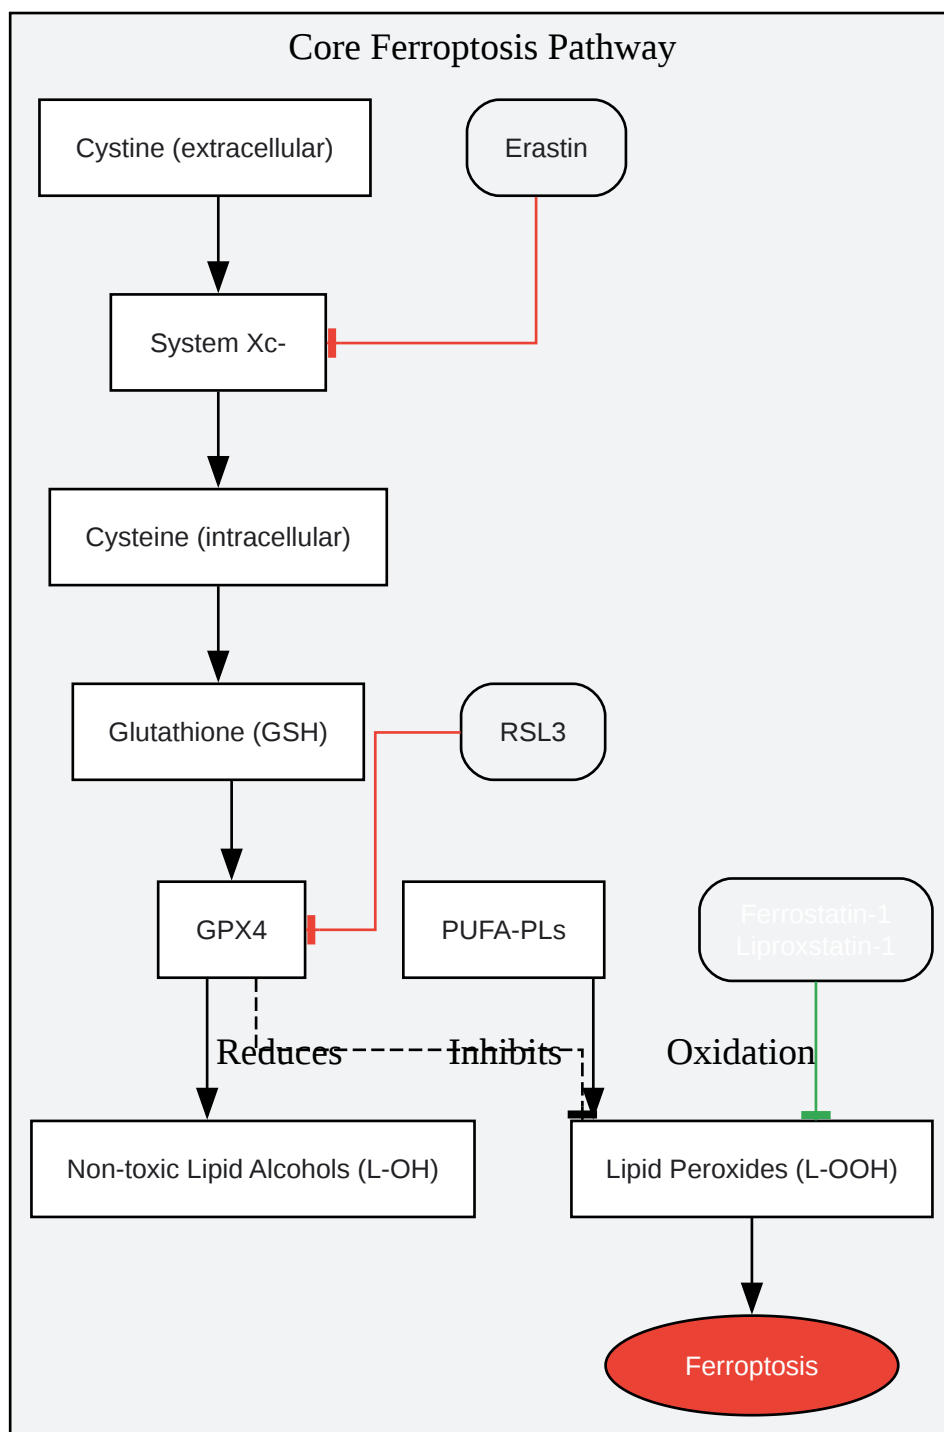 Core Ferroptosis Pathway
Cystine (extracellular)
Erastin
System Xc-
Cysteine (intracellular)
Glutathione (GSH)
RSL3
GPX4
PUFA-PLs
Ferrostatin-1
Liproxstatin-1
Reduces
Inhibits
Oxidation
Non-toxic Lipid Alcohols (L-OH)
Lipid Peroxides (L-OOH)
Ferroptosis